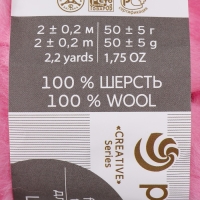 2 ± 0,2 м 50 ± 5 г
2 ± 0,2 m 50 ± 5 g
2,2 yards 1,75 OZ
100 % ШЕРСТЬ
100 % WOOL
«CREATIVE»
Series